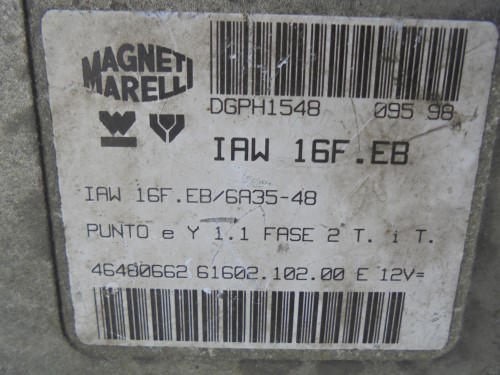 MAGNETI
MARELLI
DGPH1548 095 98
IAW 16F.EB
IAW 16F.EB/6A35-48
PUNTO e Y 1.1 FASE 2 T. i T.
46480662 61602.102.00 E 12V=